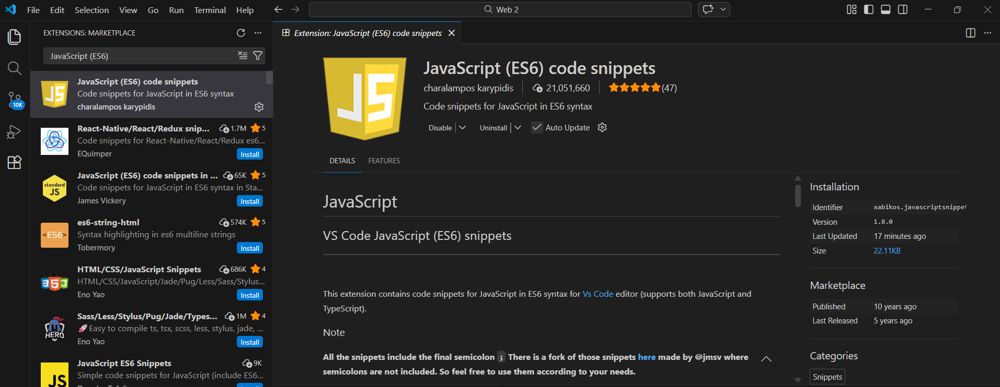 File Edit Selection View Go Run Terminal Help
Web 2
EXTENSIONS: MARKETPLACE
JavaScript (ES6)
10K
JavaScript (ES6) code snippets
Code snippets for JavaScript in ES6 syntax
charalampos karypidis
React-Native/React/Redux snip... 1.7M 5
Code snippets for React-Native/React/Redux es6...
EQuimper Install
standard JS
JavaScript (ES6) code snippets in ... 65K 5
Code snippets for JavaScript in ES6 syntax in Sta...
James Vickery Install
<ES6>
es6-string-html 574K 5
Syntax highlighting in es6 multiline strings
Tobermory Install
HTML/CSS/JavaScript Snippets 686K 4
HTML/CSS/JavaScript/Jade/Pug/Less/Sass/Stylus...
Eno Yao Install
HERO
Sass/Less/Stylus/Pug/Jade/Types... 1M 4
🚀 Easy to compile ts, tsx, scss, less, stylus, jade, ...
Eno Yao Install
JS
JavaScript ES6 Snippets 9K
Simple code snippets for JavaScript (include ES6...
Extension: JavaScript (ES6) code snippets
JS
JavaScript (ES6) code snippets
charalampos karypidis 21,051,660 (47)
Code snippets for JavaScript in ES6 syntax
Disable Uninstall Auto Update
DETAILS FEATURES
JavaScript
VS Code JavaScript (ES6) snippets
This extension contains code snippets for JavaScript in ES6 syntax for Vs Code editor (supports both JavaScript and
TypeScript).
Note
All the snippets include the final semicolon ; There is a fork of those snippets here made by @jmsv where
semicolons are not included. So feel free to use them according to your needs.
Installation
Identifier xabikos.javascriptsnippet
Version 1.8.0
Last Updated 17 minutes ago
Size 22.11KB
Marketplace
Published 10 years ago
Last Released 5 years ago
Categories
Snippets